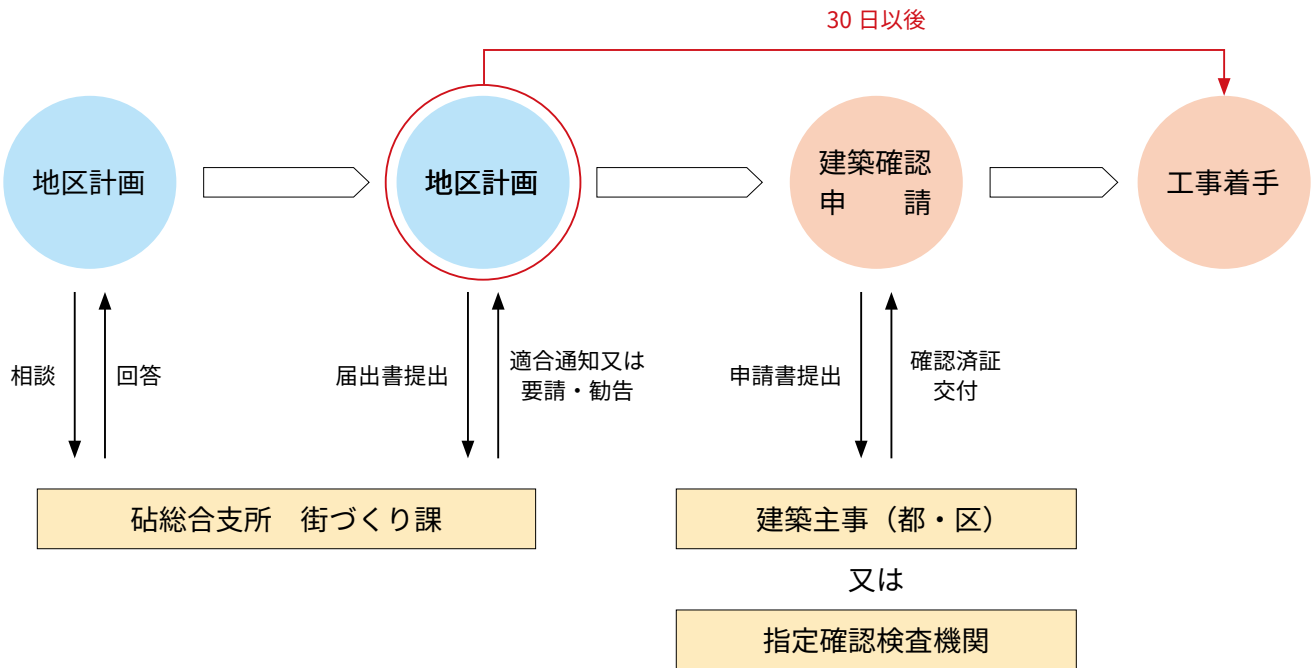 30 日以後
地区計画
地区計画
建築確認
申　　請
工事着手
相談
回答
届出書提出
適合通知又は
要請・勧告
申請書提出
確認済証
交付
砧総合支所　街づくり課
建築主事（都・区）
又は
指定確認検査機関